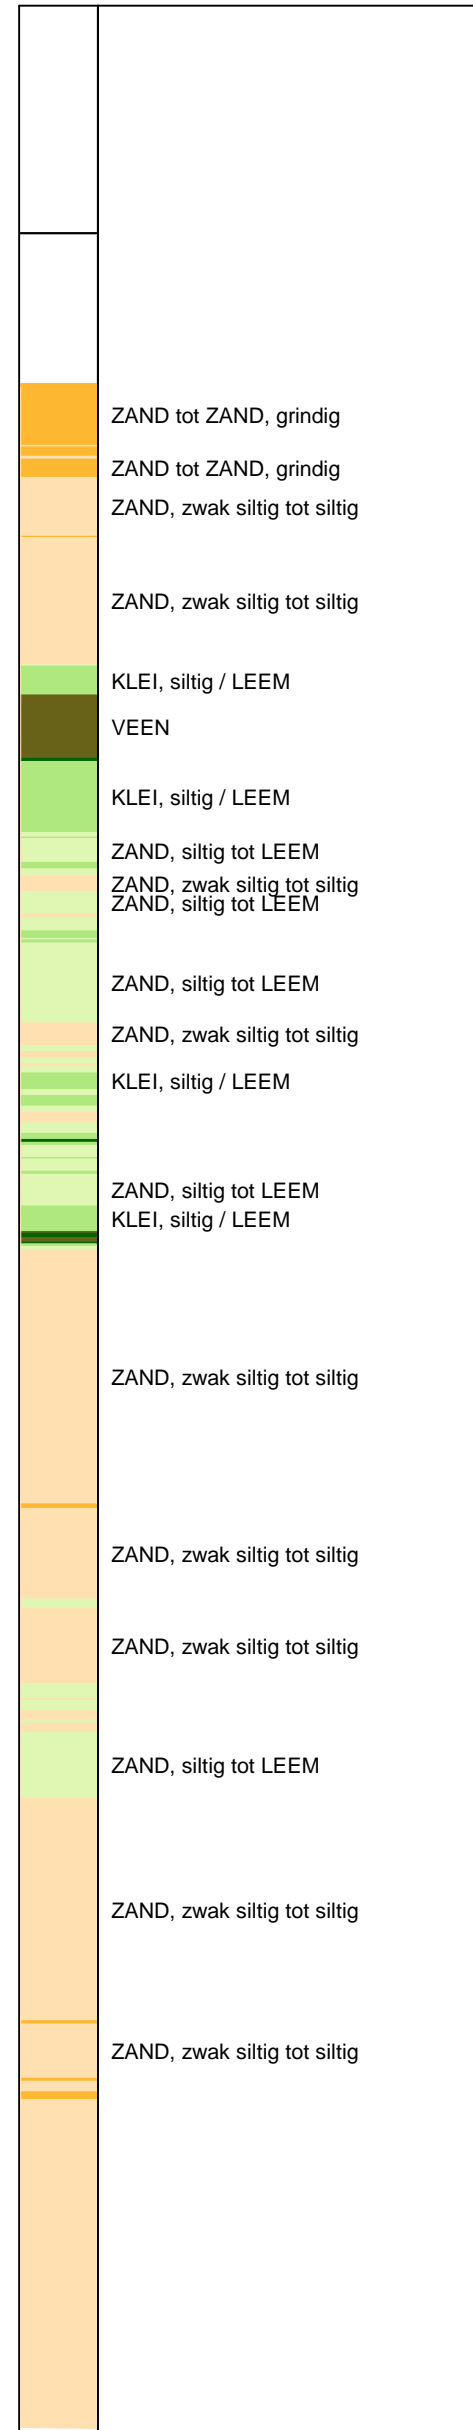 ZAND tot ZAND, grindig
ZAND tot ZAND, grindig
ZAND, zwak siltig tot siltig
ZAND, zwak siltig tot siltig
KLEI, siltig / LEEM
VEEN
KLEI, siltig / LEEM
ZAND, siltig tot LEEM
ZAND, zwak siltig tot siltig
ZAND, siltig tot LEEM
ZAND, siltig tot LEEM
ZAND, zwak siltig tot siltig
KLEI, siltig / LEEM
ZAND, siltig tot LEEM
KLEI, siltig / LEEM
ZAND, zwak siltig tot siltig
ZAND, zwak siltig tot siltig
ZAND, zwak siltig tot siltig
ZAND, siltig tot LEEM
ZAND, zwak siltig tot siltig
ZAND, zwak siltig tot siltig